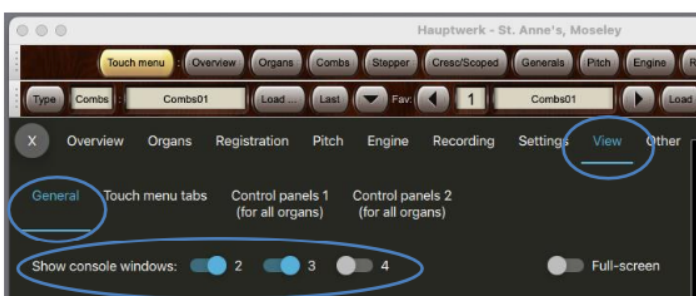 Hauptwerk - St. Anne's, Moseley
Touch menu : Overview Organs Combs Stepper Cresc/Scoped Generals Pitch Engine
Type Combs : Combs01 Load ... Last Fav: 1 Combs01 Load
X Overview Organs Registration Pitch Engine Recording Settings View Other
General Touch menu tabs Control panels 1 Control panels 2
(for all organs) (for all organs)
Show console windows: 2 3 4 Full-screen